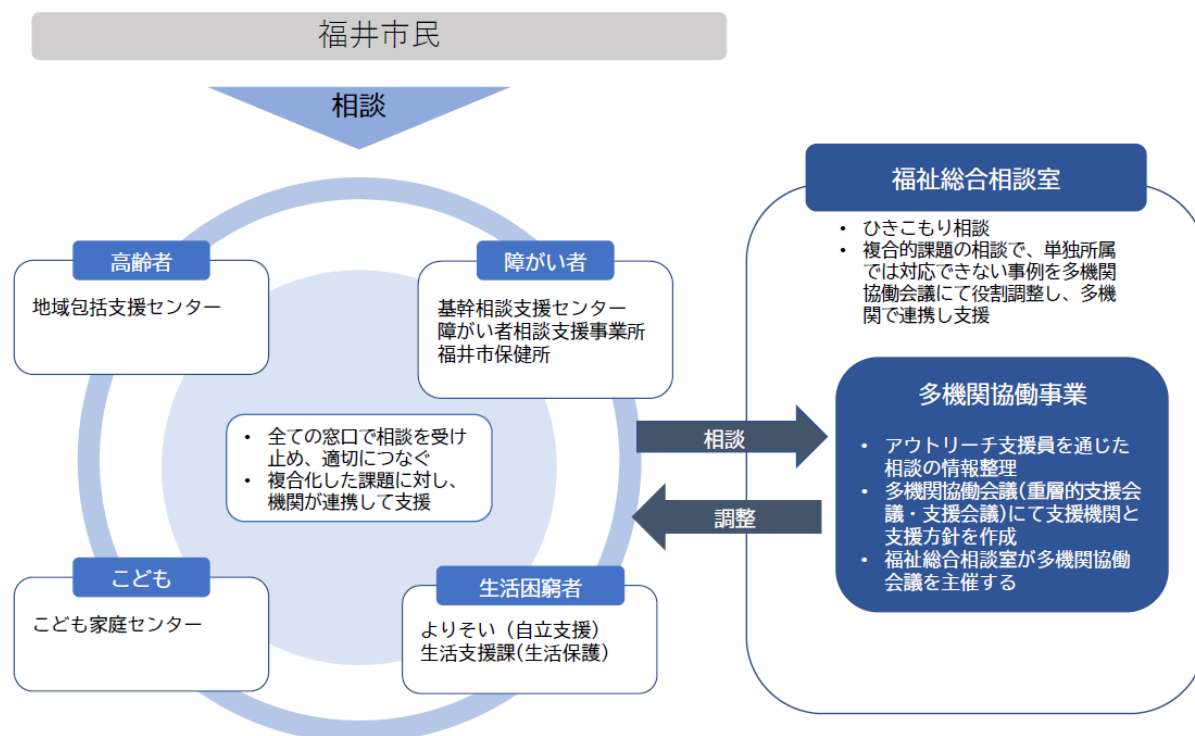 福井市民
相談
高齢者
地域包括支援センター
障がい者
基幹相談支援センター
障がい者相談支援事業所
福井市保健所
• 全ての窓口で相談を受け
止め、適切につなぐ
• 複合化した課題に対し、
機関が連携して支援
こども
こども家庭センター
生活困窮者
よりそい（自立支援）
生活支援課(生活保護)
相談
調整
福祉総合相談室
• ひきこもり相談
• 複合的課題の相談で、単独所属
では対応できない事例を多機関
協働会議にて役割調整し、多機
関で連携し支援
多機関協働事業
• アウトリーチ支援員を通じた
相談の情報整理
• 多機関協働会議(重層的支援会
議・支援会議)にて支援機関と
支援方針を作成
• 福祉総合相談室が多機関協働
会議を主催する